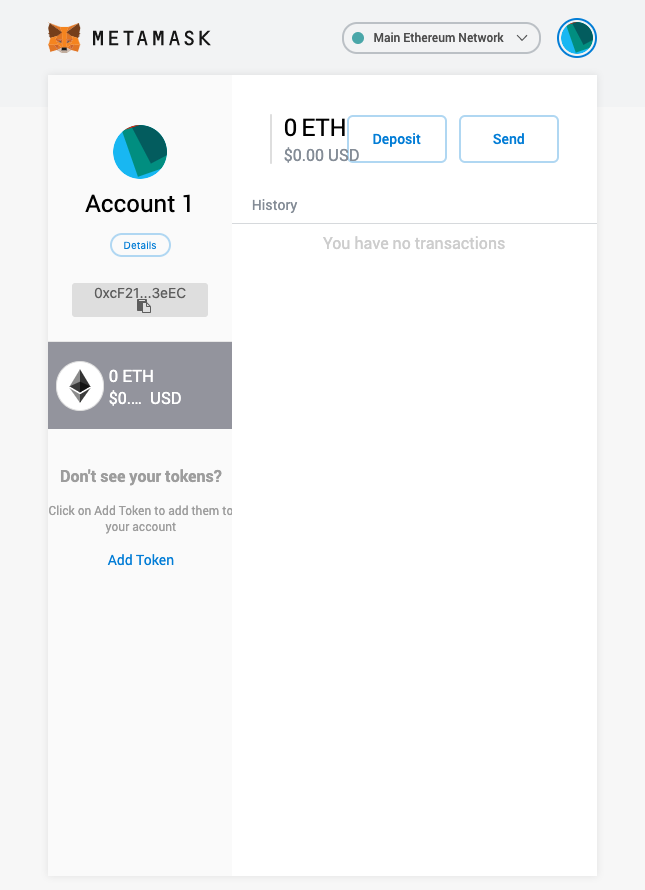 METAMASK
Main Ethereum Network
Account 1
Details
0xcF21...3eEC
0 ETH
$0.... USD
Don't see your tokens?
Click on Add Token to add them to
your account
Add Token
0 ETH
$0.00 USD
Deposit
Send
History
You have no transactions